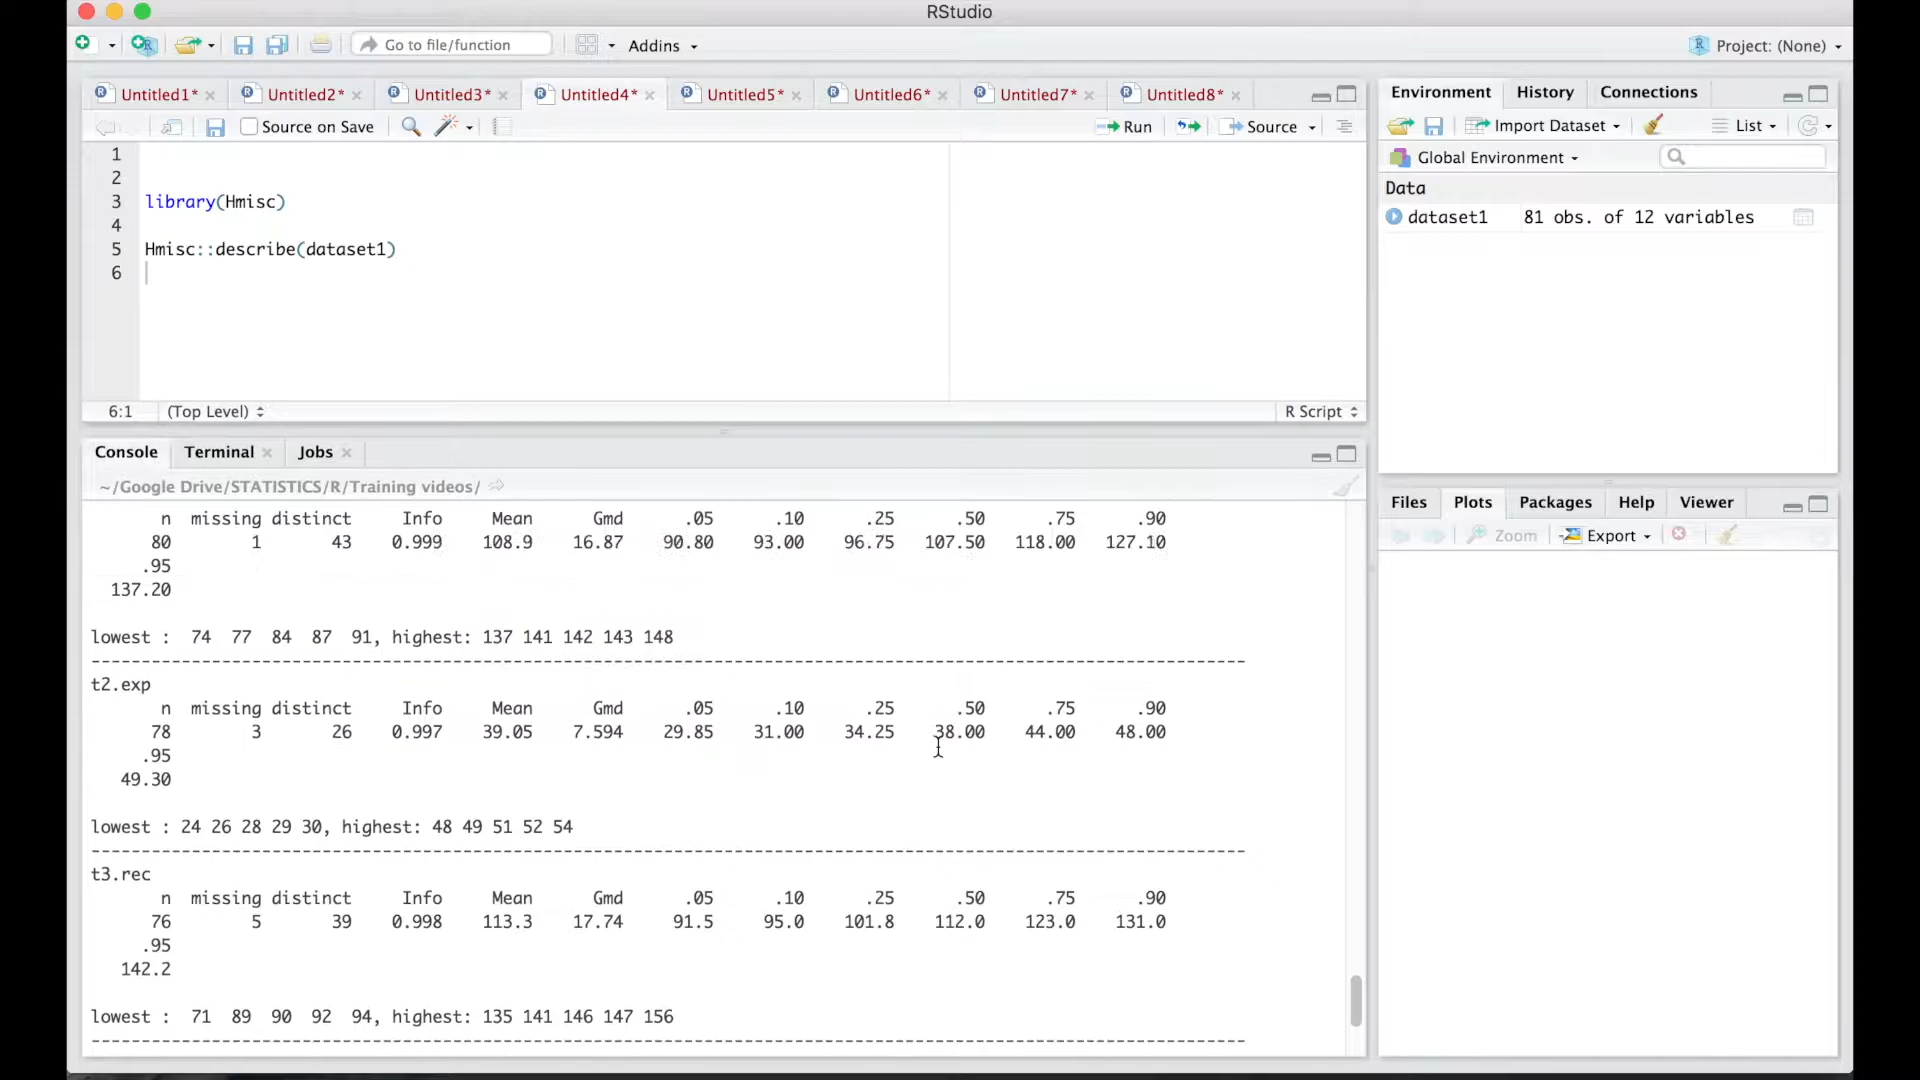 RStudio
Go to file/function
Addins
Project: (None)
Untitled1*
Untitled2*
Untitled3*
Untitled4*
Untitled5*
Untitled6*
Untitled7*
Untitled8*
Source on Save
Run
Source
1
2
3 library(Hmisc)
4
5 Hmisc::describe(dataset1)
6
6:1 (Top Level) R Script
Console Terminal Jobs
~/Google Drive/STATISTICS/R/Training videos/
n missing distinct Info Mean Gmd .05 .10 .25 .50 .75 .90
80 1 43 0.999 108.9 16.87 90.80 93.00 96.75 107.50 118.00 127.10
.95
137.20
lowest : 74 77 84 87 91, highest: 137 141 142 143 148
--------------------------------------------------------------------------------
t2.exp
n missing distinct Info Mean Gmd .05 .10 .25 .50 .75 .90
78 3 26 0.997 39.05 7.594 29.85 31.00 34.25 38.00 44.00 48.00
.95
49.30
lowest : 24 26 28 29 30, highest: 48 49 51 52 54
--------------------------------------------------------------------------------
t3.rec
n missing distinct Info Mean Gmd .05 .10 .25 .50 .75 .90
76 5 39 0.998 113.3 17.74 91.5 95.0 101.8 112.0 123.0 131.0
.95
142.2
lowest : 71 89 90 92 94, highest: 135 141 146 147 156
--------------------------------------------------------------------------------
Environment History Connections
Import Dataset List
Global Environment
Data
dataset1 81 obs. of 12 variables
Files Plots Packages Help Viewer
Zoom Export